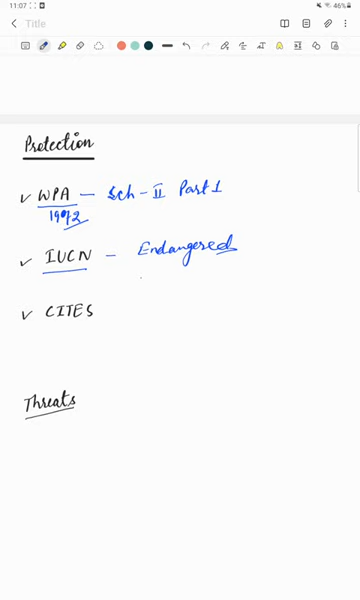 11:07
46%
Title
Protection
✓ WPA - Sch-II Part 1
1972
✓ IUCN - Endangered
✓ CITES
Threats